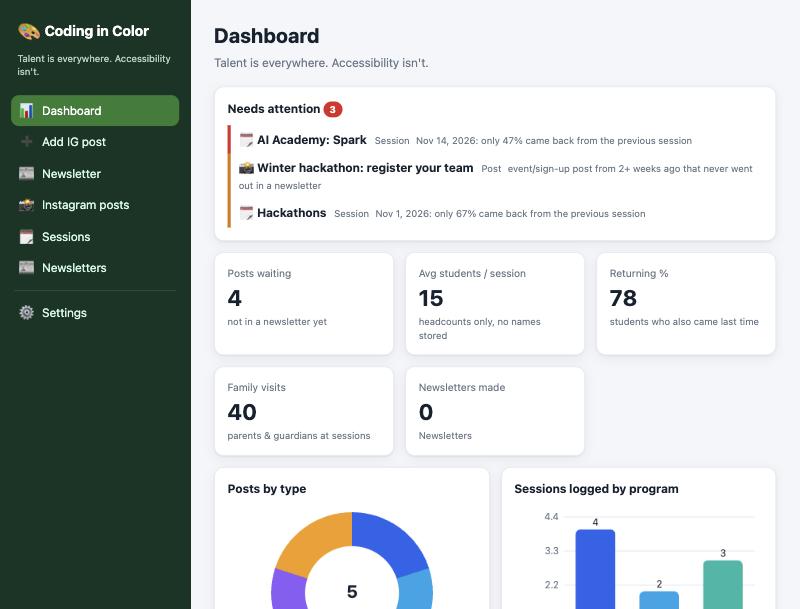 Coding in Color
Talent is everywhere. Accessibility
isn't.
Dashboard
Add IG post
Newsletter
Instagram posts
Sessions
Newsletters
Settings
Dashboard
Talent is everywhere. Accessibility isn't.
Needs attention 3
AI Academy: Spark Session Nov 14, 2026: only 47% came back from the previous session
Winter hackathon: register your team Post event/sign-up post from 2+ weeks ago that never went
out in a newsletter
Hackathons Session Nov 1, 2026: only 67% came back from the previous session
Posts waiting
4
not in a newsletter yet
Avg students / session
15
headcounts only, no names
stored
Returning %
78
students who also came last time
Family visits
40
parents & guardians at sessions
Newsletters made
0
Newsletters
Posts by type
5
Sessions logged by program
4.4
3.3
2.2
4
2
3